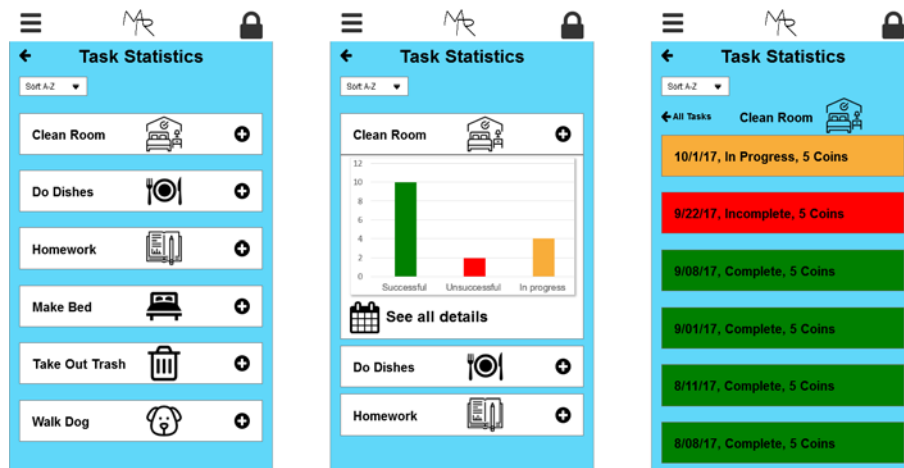 MAR
Task Statistics
Sort A-Z
Clean Room
Do Dishes
Homework
Make Bed
Take Out Trash
Walk Dog
MAR
Task Statistics
Sort A-Z
Clean Room
12
10
8
6
4
2
0
Successful Unsuccessful In progress
See all details
Do Dishes
Homework
MAR
Task Statistics
Sort A-Z
All Tasks Clean Room
10/1/17, In Progress, 5 Coins
9/22/17, Incomplete, 5 Coins
9/08/17, Complete, 5 Coins
9/01/17, Complete, 5 Coins
8/11/17, Complete, 5 Coins
8/08/17, Complete, 5 Coins